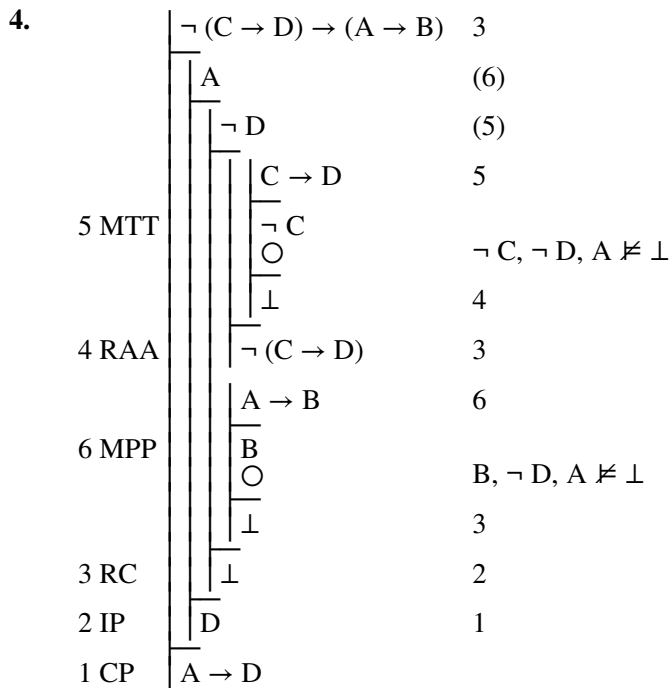 4.
¬ (C → D) → (A → B) 3
A (6)
¬ D (5)
C → D 5
5 MTT ¬ C
○ ¬ C, ¬ D, A ⊭ ⊥
⊥ 4
4 RAA ¬ (C → D) 3
A → B 6
6 MPP B
○ B, ¬ D, A ⊭ ⊥
⊥ 3
3 RC ⊥ 2
2 IP D 1
1 CP A → D